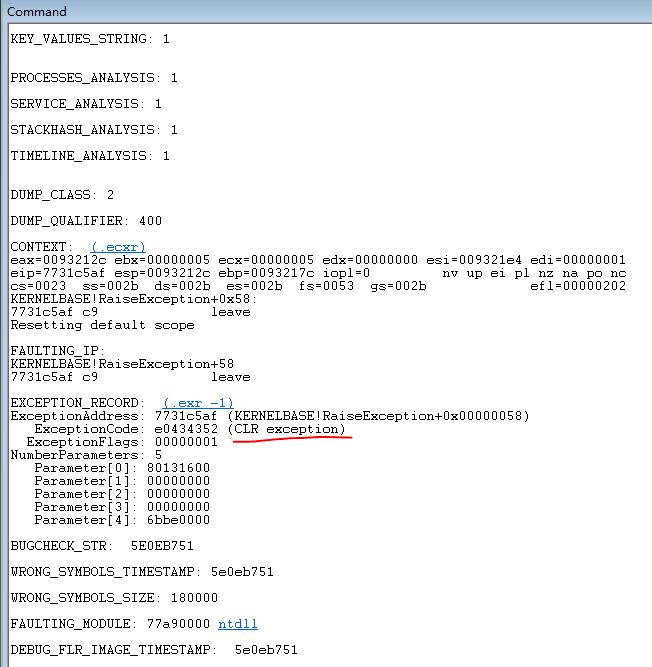 Command
KEY_VALUES_STRING: 1
PROCESSES_ANALYSIS: 1
SERVICE_ANALYSIS: 1
STACKHASH_ANALYSIS: 1
TIMELINE_ANALYSIS: 1
DUMP_CLASS: 2
DUMP_QUALIFIER: 400
CONTEXT:  (.ecxr)
eax=0093212c ebx=00000005 ecx=00000005 edx=00000000 esi=009321e4 edi=00000001
eip=7731c5af esp=0093212c ebp=0093217c iopl=0         nv up ei pl nz na po nc
cs=0023  ss=002b  ds=002b  es=002b  fs=0053  gs=002b             efl=00000202
KERNELBASE!RaiseException+0x58:
7731c5af c9              leave
Resetting default scope
FAULTING_IP:
KERNELBASE!RaiseException+58
7731c5af c9              leave
EXCEPTION_RECORD:  (.exr -1)
ExceptionAddress: 7731c5af (KERNELBASE!RaiseException+0x00000058)
ExceptionCode: e0434352 (CLR exception)
ExceptionFlags: 00000001
NumberParameters: 5
Parameter[0]: 80131600
Parameter[1]: 00000000
Parameter[2]: 00000000
Parameter[3]: 00000000
Parameter[4]: 6bbe0000
BUGCHECK_STR:  5E0EB751
WRONG_SYMBOLS_TIMESTAMP: 5e0eb751
WRONG_SYMBOLS_SIZE: 180000
FAULTING_MODULE: 77a90000 ntdll
DEBUG_FLR_IMAGE_TIMESTAMP:  5e0eb751